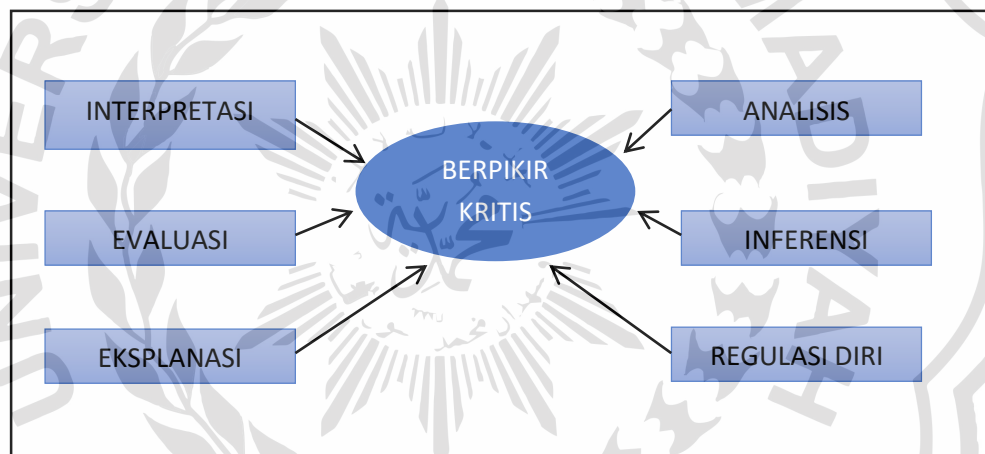 INTERPRETASI
ANALISIS
BERPIKIR
KRITIS
EVALUASI
INFERENSI
EKSPLANASI
REGULASI DIRI